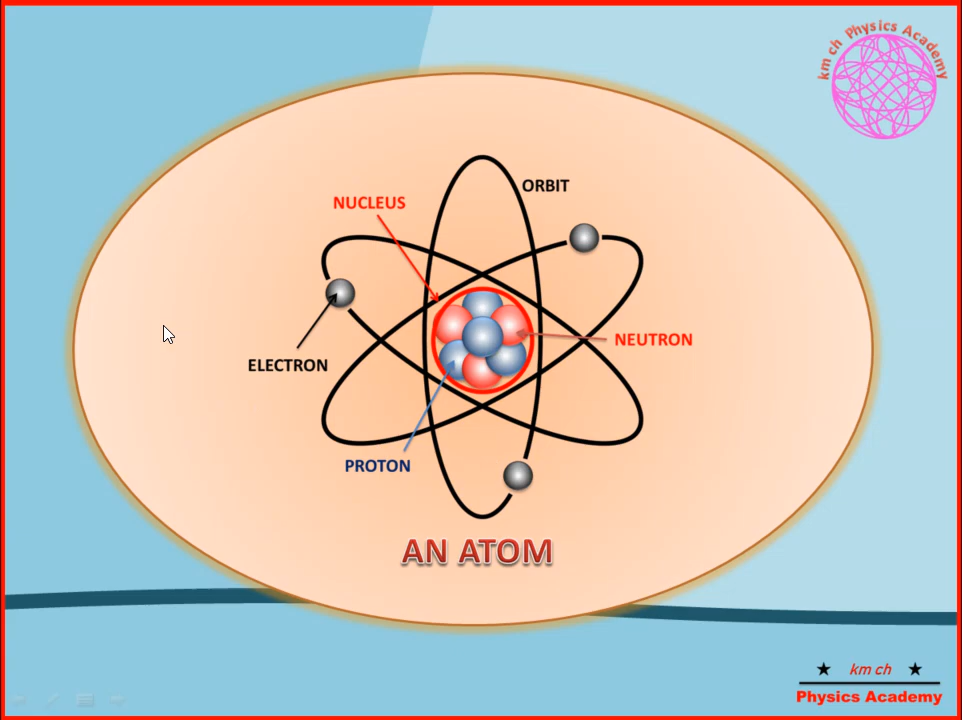 km ch Physics Academy
ORBIT
NUCLEUS
NEUTRON
ELECTRON
PROTON
AN ATOM
★ km ch ★
Physics Academy